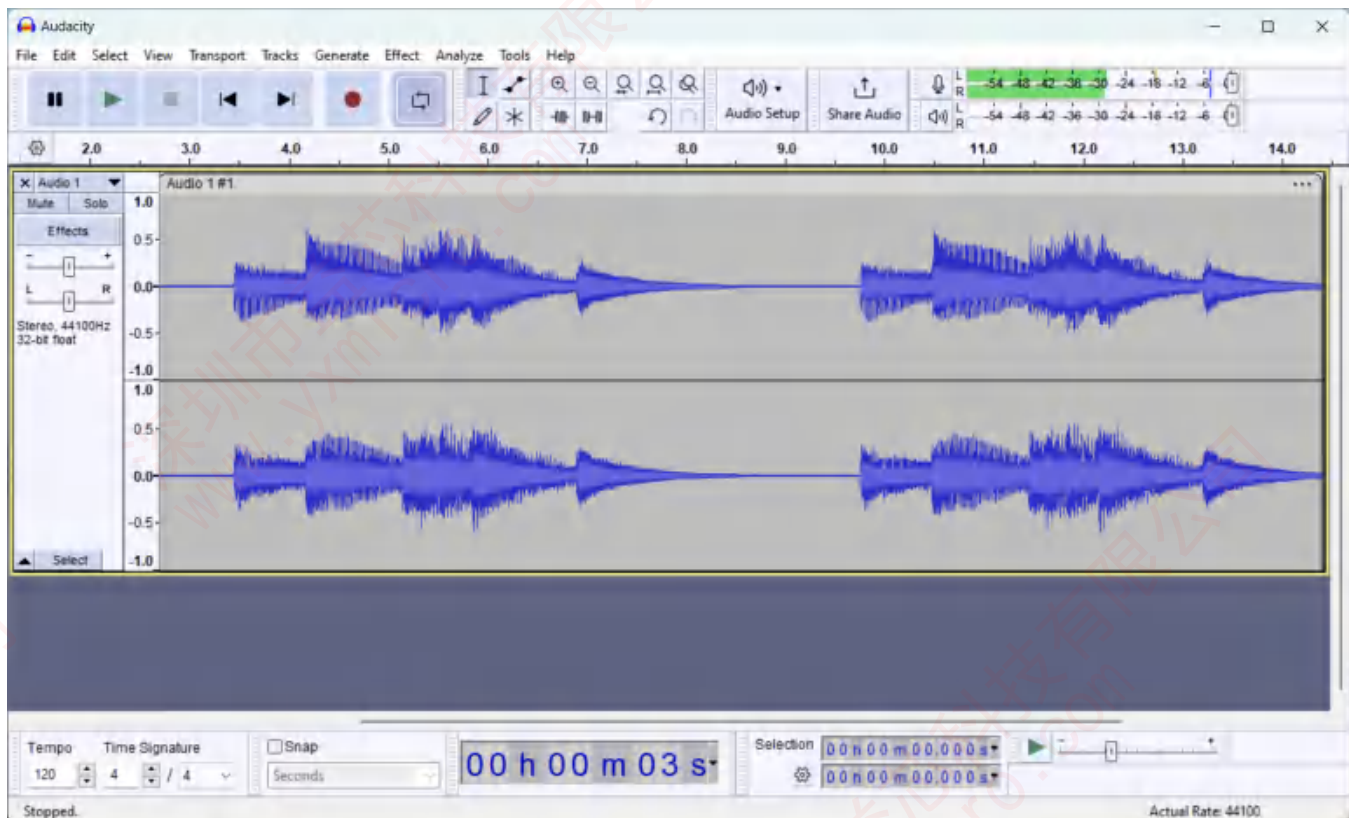 Audacity
File Edit Select View Transport Tracks Generate Effect Analyze Tools Help
Audio Setup Share Audio
L R -54 -48 -42 -36 -30 -24 -18 -12 -6
L R -54 -48 -42 -36 -30 -24 -18 -12 -6
2.0 3.0 4.0 5.0 6.0 7.0 8.0 9.0 10.0 11.0 12.0 13.0 14.0
Audio 1 Audio 1 #1
Mute Solo
Effects
- +
L R
Stereo, 44100Hz
32-bit float
1.0
0.5
0.0
-0.5
-1.0
1.0
0.5
0.0
-0.5
-1.0
Select
Tempo Time Signature Snap
120 4 / 4 Seconds
00 h 00 m 03 s
Selection 00 h 00 m 00.000 s
00 h 00 m 00.000 s
- +
Stopped. Actual Rate: 44100